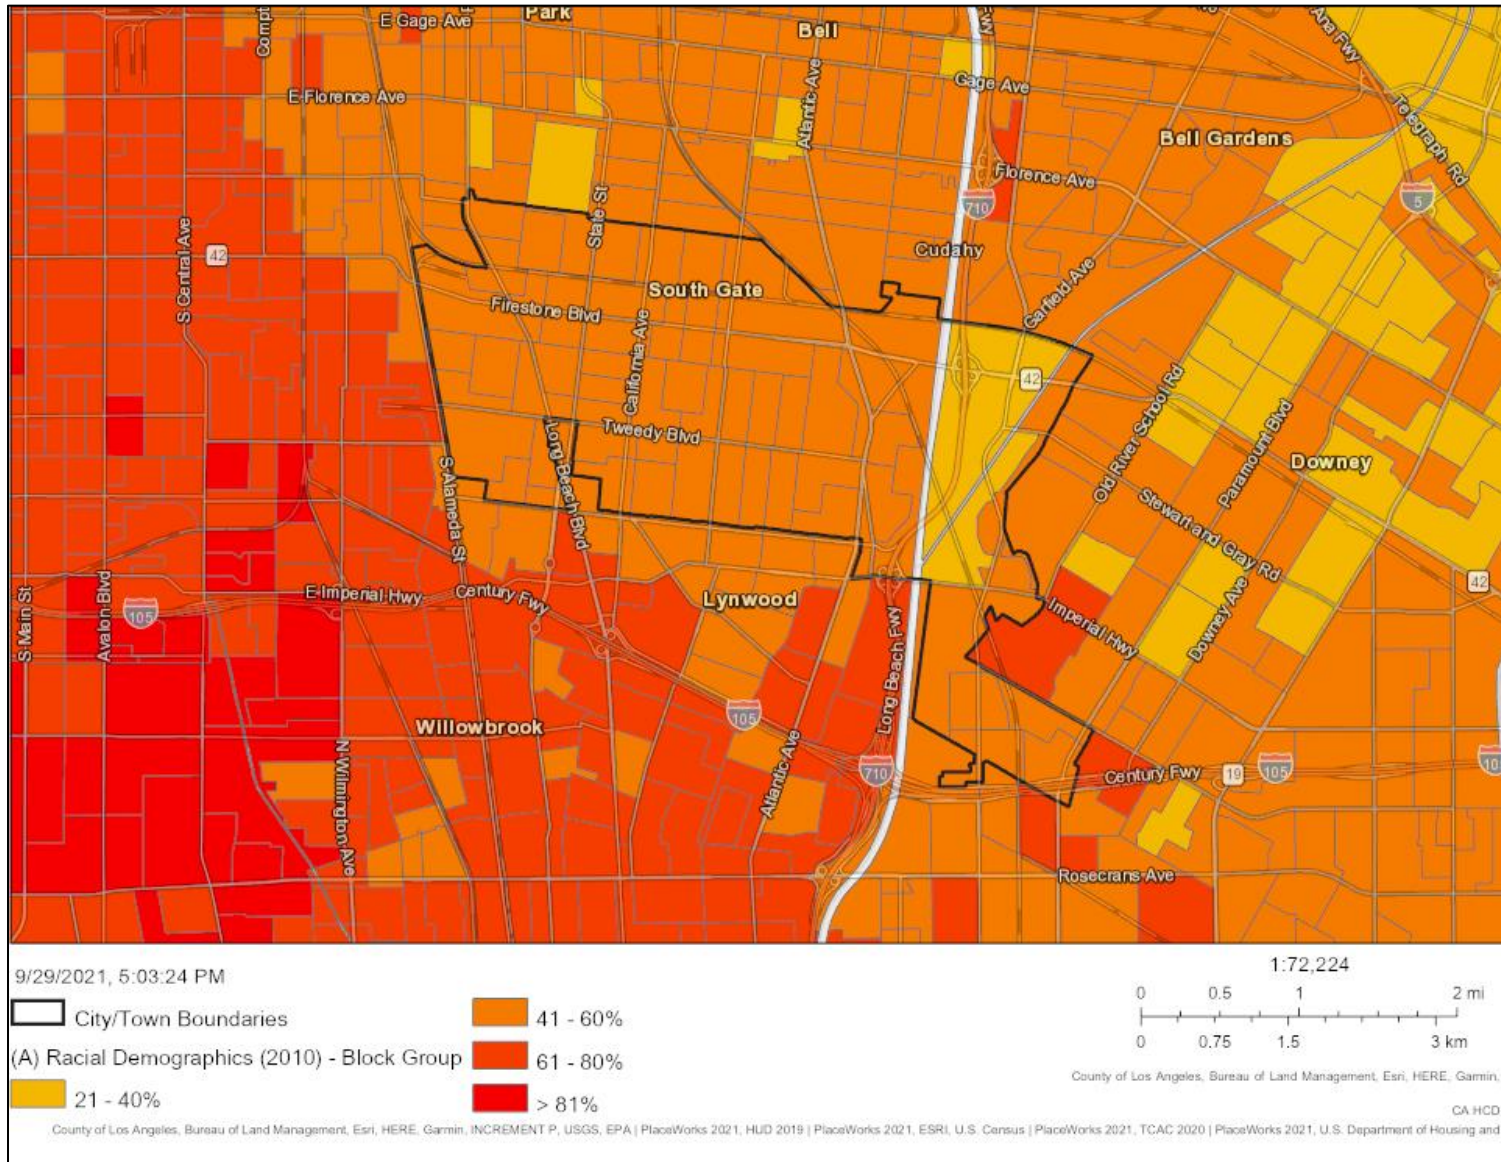 Park
E Gage Ave
Compt
Bell
Fwy
Ana Fwy
Gage Ave
E Florence Ave
Atlantic Ave
Telegraph Rd
Bell Gardens
Florence Ave
710
5
State St
S Central Ave
42
Cudahy
Garfield Ave
South Gate
Firestone Blvd
California Ave
42
Old River School Rd
Paramount Blvd
Tweedy Blvd
Long Beach Blvd
Downey
S Alameda St
Stewart and Gray Rd
42
S Main St
Avalon Blvd
105
E Imperial Hwy
Century Fwy
Lynwood
Long Beach Fwy
Imperial Hwy
Downey Ave
Willowbrook
105
Atlantic Ave
710
N Wilmington Ave
Century Fwy
19
105
10
Rosecrans Ave
9/29/2021, 5:03:24 PM
City/Town Boundaries
(A) Racial Demographics (2010) - Block Group
21 - 40%
41 - 60%
61 - 80%
> 81%
1:72,224
0 0.5 1 2 mi
0 0.75 1.5 3 km
County of Los Angeles, Bureau of Land Management, Esri, HERE, Garmin,
CA HCD
County of Los Angeles, Bureau of Land Management, Esri, HERE, Garmin, INCREMENT P, USGS, EPA | PlaceWorks 2021, HUD 2019 | PlaceWorks 2021, ESRI, U.S. Census | PlaceWorks 2021, TCAC 2020 | PlaceWorks 2021, U.S. Department of Housing and